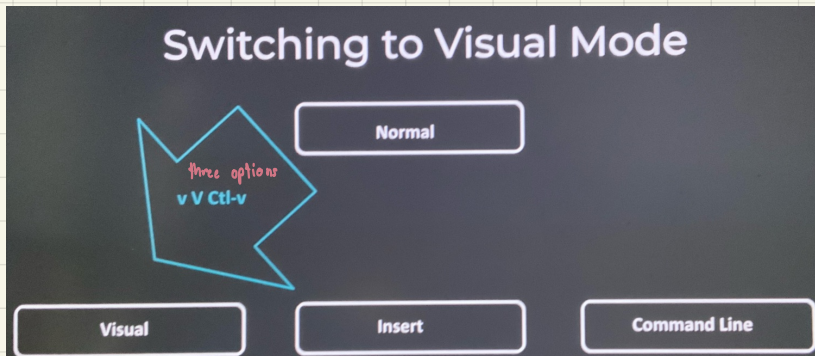 Switching to Visual Mode
Normal
three options
v V Ctl-v
Visual
Insert
Command Line